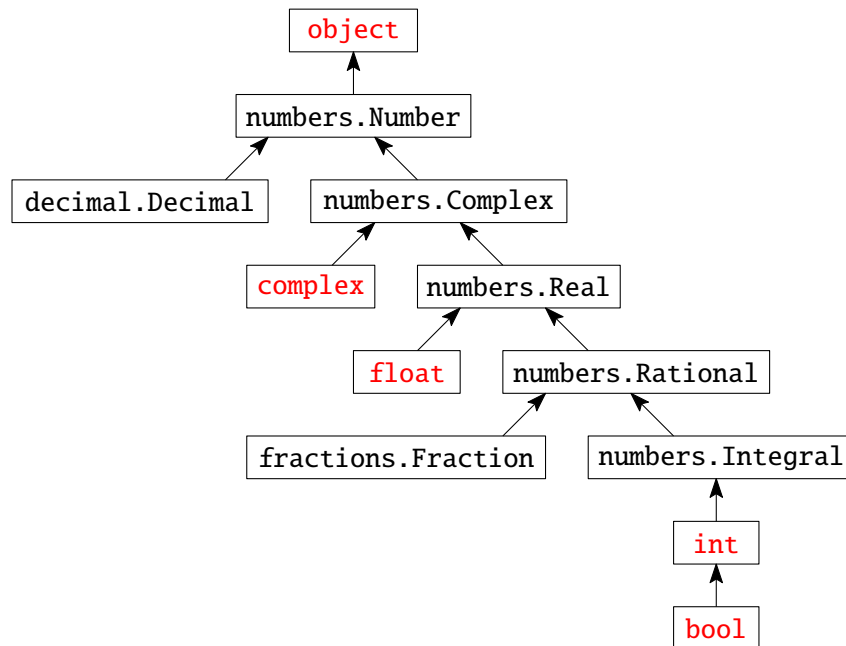 object
numbers.Number
decimal.Decimal
numbers.Complex
complex
numbers.Real
float
numbers.Rational
fractions.Fraction
numbers.Integral
int
bool